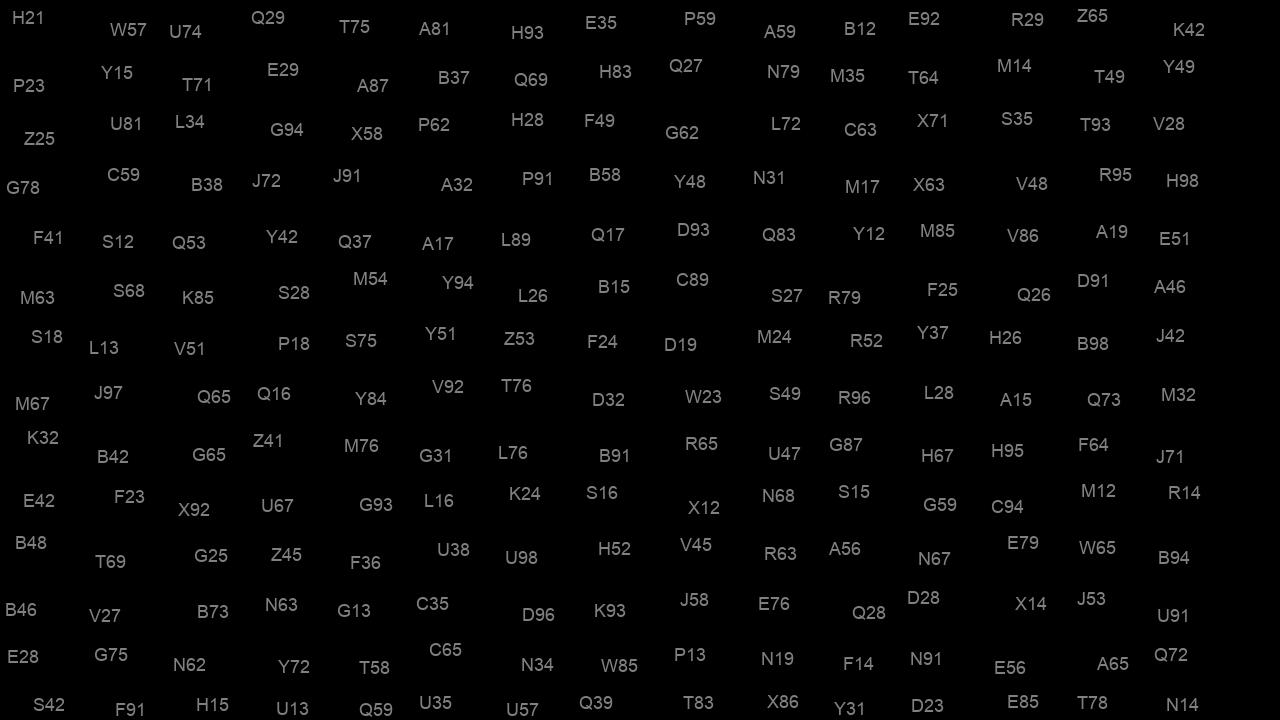 H21 W57 U74 Q29 T75 A81 H93 E35 P59 A59 B12 E92 R29 Z65 K42
P23 Y15 T71 E29 A87 B37 Q69 H83 Q27 N79 M35 T64 M14 T49 Y49
Z25 U81 L34 G94 X58 P62 H28 F49 G62 L72 C63 X71 S35 T93 V28
G78 C59 B38 J72 J91 A32 P91 B58 Y48 N31 M17 X63 V48 R95 H98
F41 S12 Q53 Y42 Q37 A17 L89 Q17 D93 Q83 Y12 M85 V86 A19 E51
M63 S68 K85 S28 M54 Y94 L26 B15 C89 S27 R79 F25 Q26 D91 A46
S18 L13 V51 P18 S75 Y51 Z53 F24 D19 M24 R52 Y37 H26 B98 J42
M67 J97 Q65 Q16 Y84 V92 T76 D32 W23 S49 R96 L28 A15 Q73 M32
K32 B42 G65 Z41 M76 G31 L76 B91 R65 U47 G87 H67 H95 F64 J71
E42 F23 X92 U67 G93 L16 K24 S16 X12 N68 S15 G59 C94 M12 R14
B48 T69 G25 Z45 F36 U38 U98 H52 V45 R63 A56 N67 E79 W65 B94
B46 V27 B73 N63 G13 C35 D96 K93 J58 E76 Q28 D28 X14 J53 U91
E28 G75 N62 Y72 T58 C65 N34 W85 P13 N19 F14 N91 E56 A65 Q72
S42 F91 H15 U13 Q59 U35 U57 Q39 T83 X86 Y31 D23 E85 T78 N14